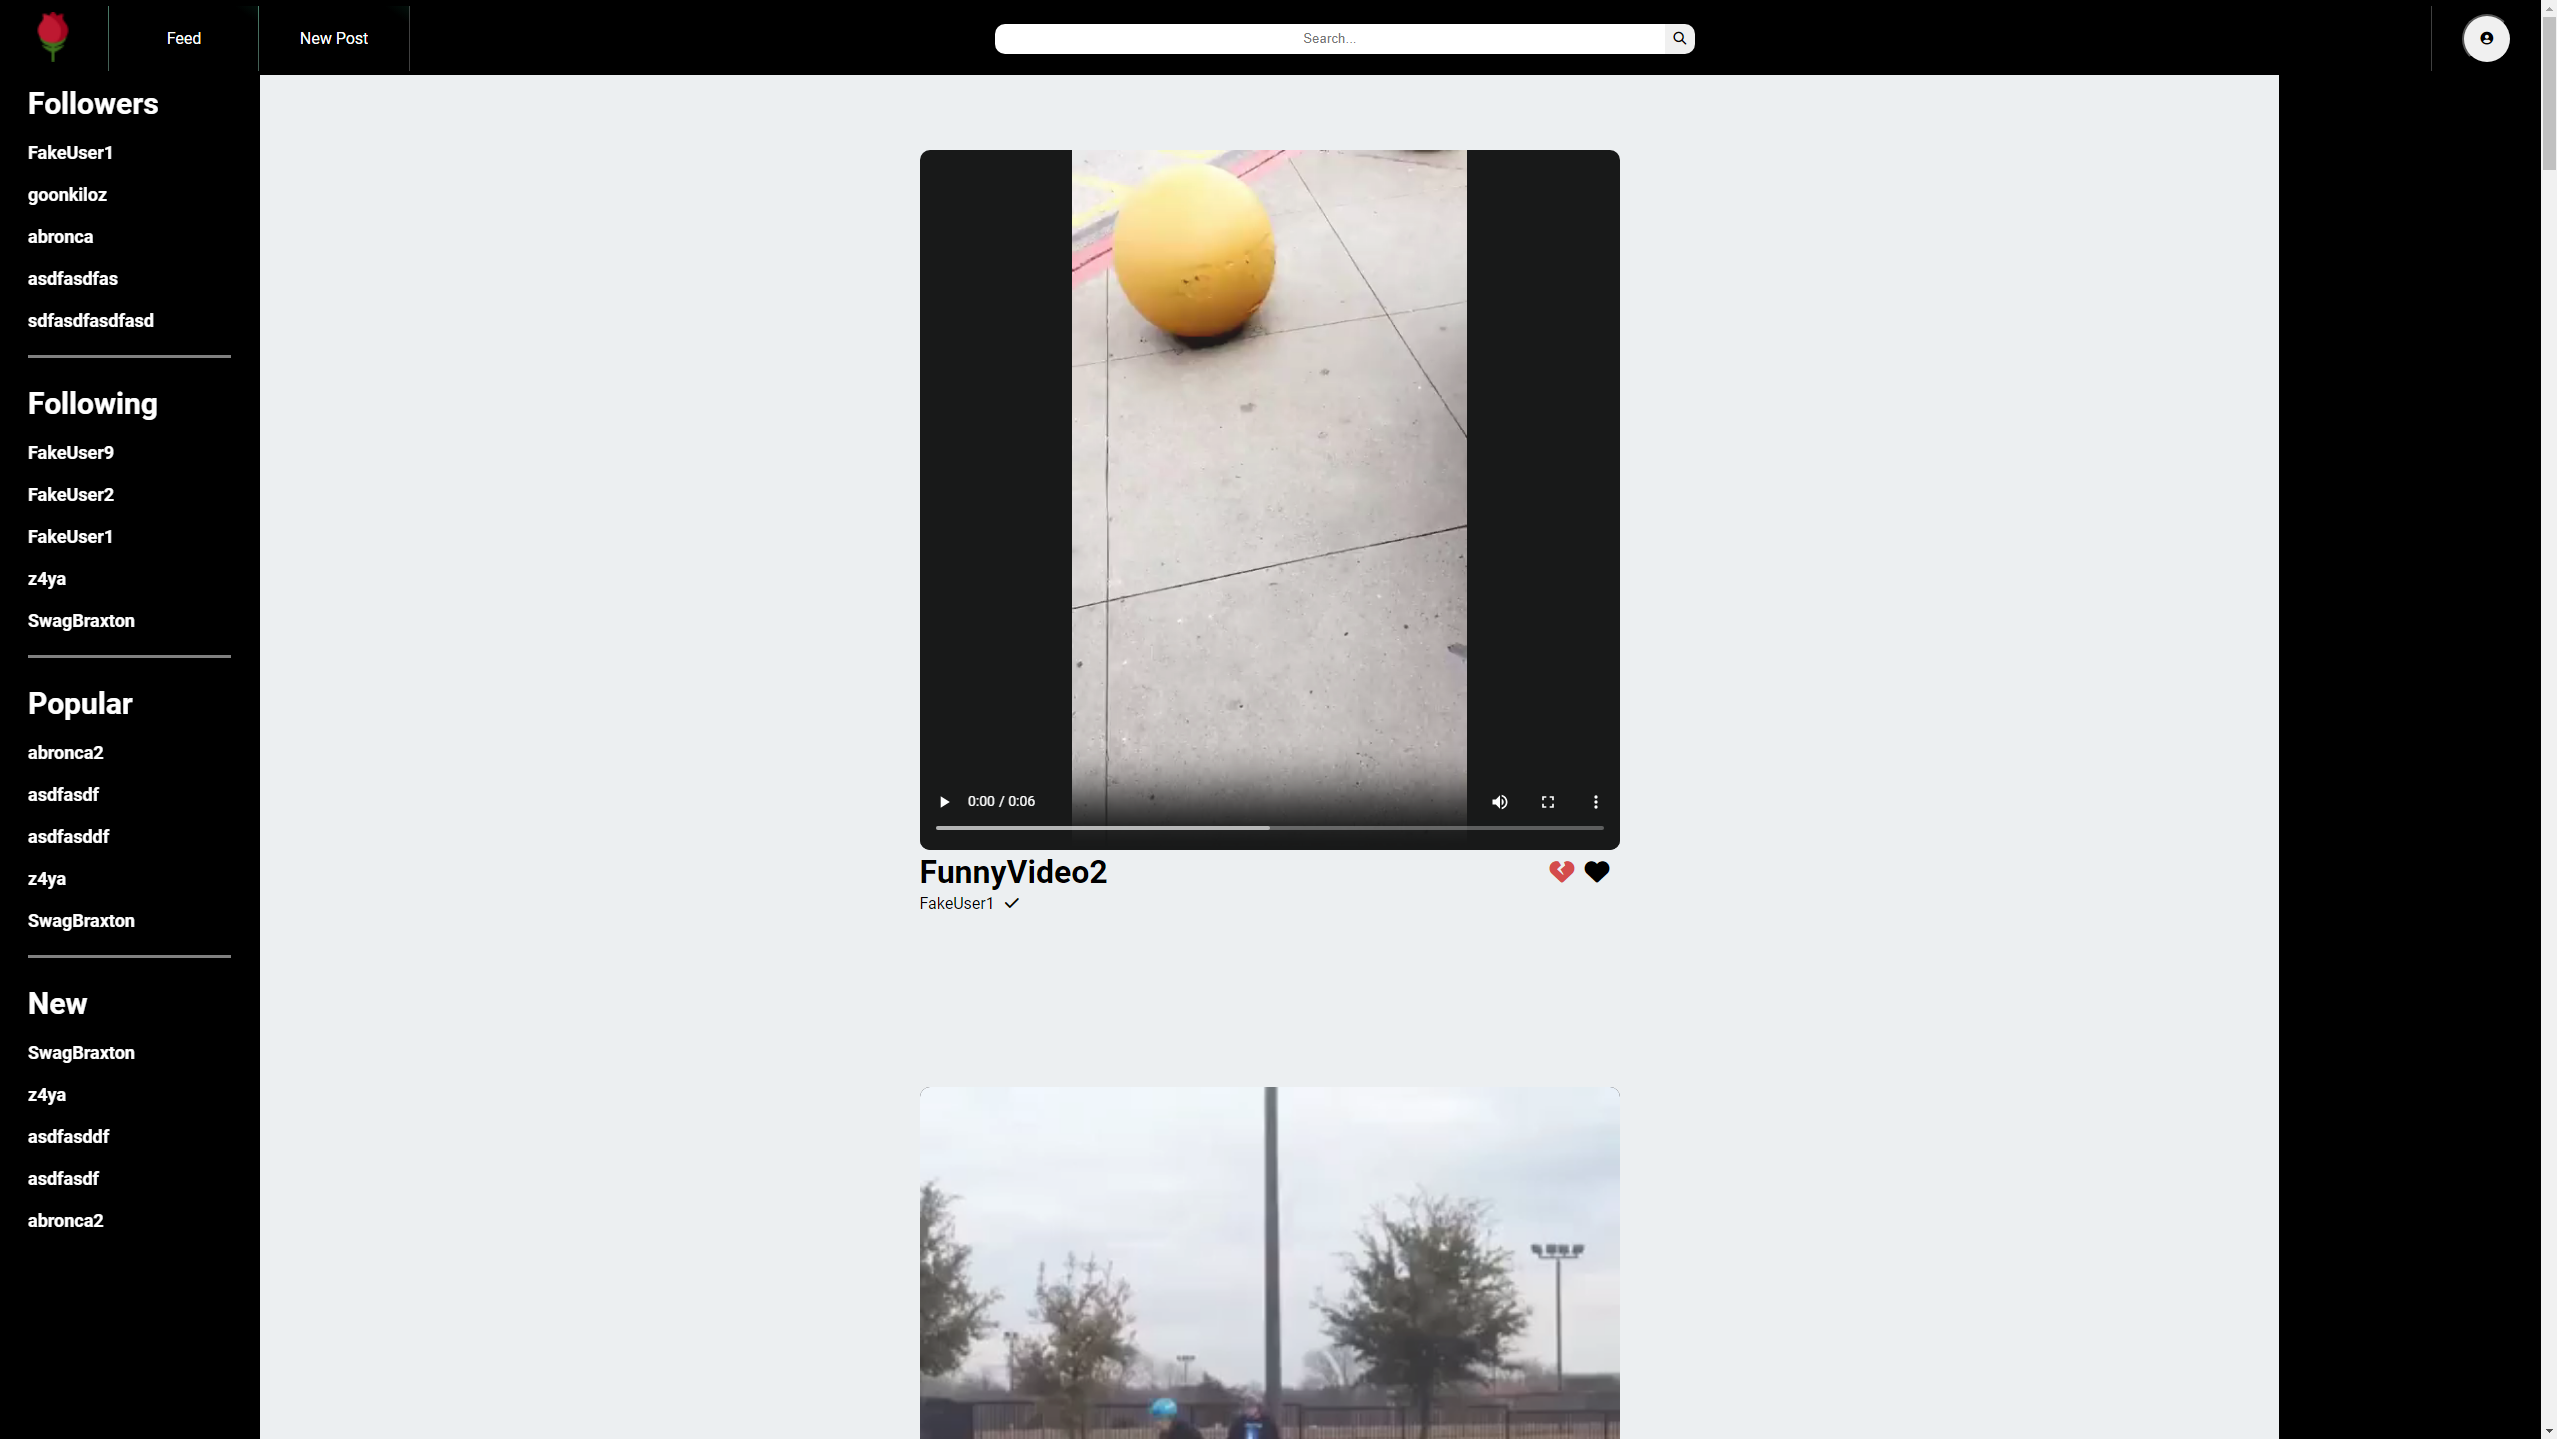 Feed
New Post
Search...
Followers
FakeUser1
goonkiloz
abronca
asdfasdfas
sdfasdfasdfasd
Following
FakeUser9
FakeUser2
FakeUser1
z4ya
SwagBraxton
Popular
abronca2
asdfasdf
asdfasddf
z4ya
SwagBraxton
New
SwagBraxton
z4ya
asdfasddf
asdfasdf
abronca2
0:00 / 0:06
FunnyVideo2
FakeUser1